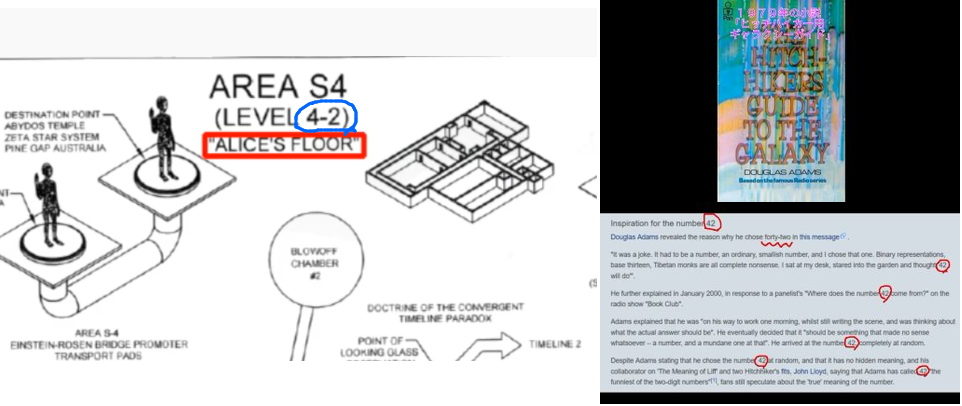 AREA S4
(LEVEL 4-2)
"ALICE'S FLOOR"
DESTINATION POINT
ABYDOS TEMPLE
ZETA STAR SYSTEM
PINE GAP AUSTRALIA
BLOWOFF
CHAMBER
#2
AREA S-4
EINSTEIN-ROSEN BRIDGE PROMOTER
TRANSPORT PADS
DOCTRINE OF THE CONVERGENT
TIMELINE PARADOX
POINT OF
LOOKING GLASS
TIMELINE 2
1979年の小説
「ヒッチハイカー用
ギャラクシーガイド」
HITCH-
HIKERS
GUIDE
TO THE
GALAXY
DOUGLAS ADAMS
Based on the famous Radio series
Inspiration for the number 42
Douglas Adams revealed the reason why he chose forty-two in this message.
"It was a joke. It had to be a number, an ordinary, smallish number, and I chose that one. Binary representations,
base thirteen, Tibetan monks are all complete nonsense. I sat at my desk, stared into the garden and thought 42
will do".
He further explained in January 2000, in response to a panelist's "Where does the number 42 come from?" on the
radio show "Book Club".
Adams explained that he was "on his way to work one morning, whilst still writing the scene, and was thinking about
what the actual answer should be". He eventually decided that it "should be something that made no sense
whatsoever – a number, and a mundane one at that". He arrived at the number 42 completely at random.
Despite Adams stating that he chose the number 42 at random, and that it has no hidden meaning, and his
collaborator on 'The Meaning of Liff' and two Hitchhiker's fits, John Lloyd, saying that Adams has called 42 "the
funniest of the two-digit numbers"[1], fans still speculate about the 'true' meaning of the number.